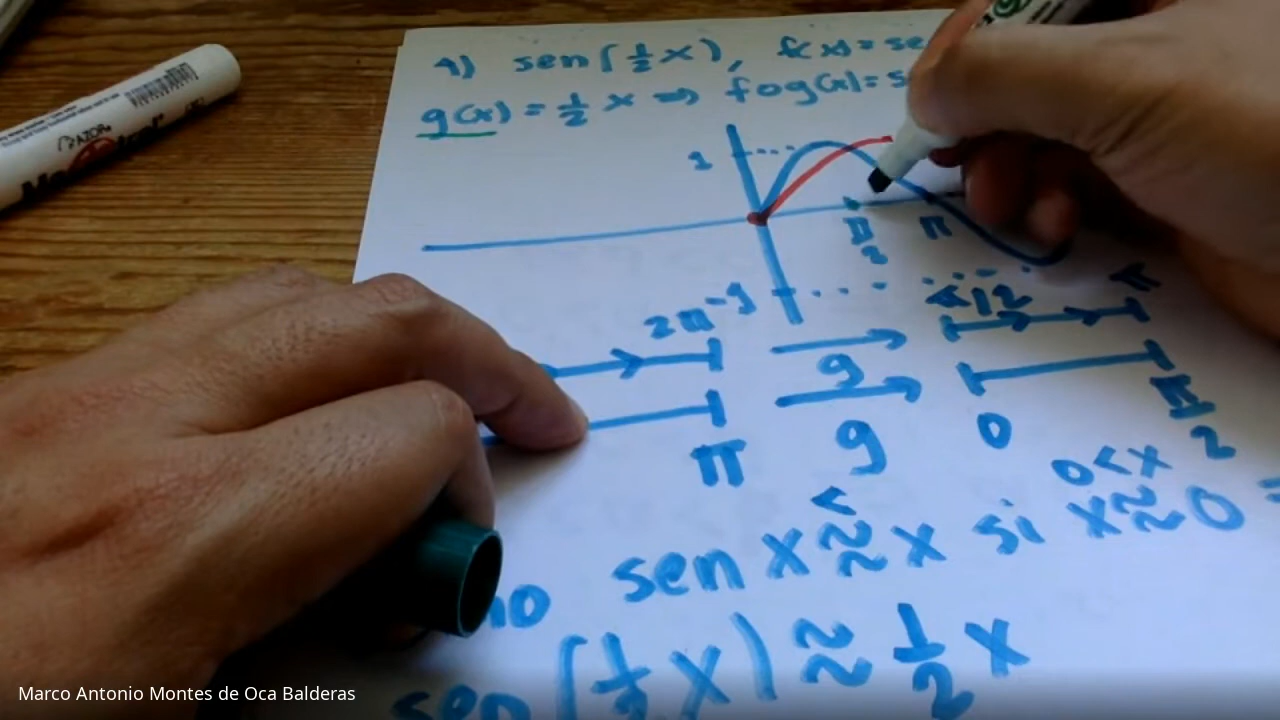 1) sen(½x), f(x)=se
g(x) = ½x ⇒ fog(x)=s
1
π/2 π
-1
2π g π
π g 0 π/2
sen x ≈ x si x ≈ 0
0<x
sen(½x) ≈ ½x
AZOR
Marco Antonio Montes de Oca Balderas